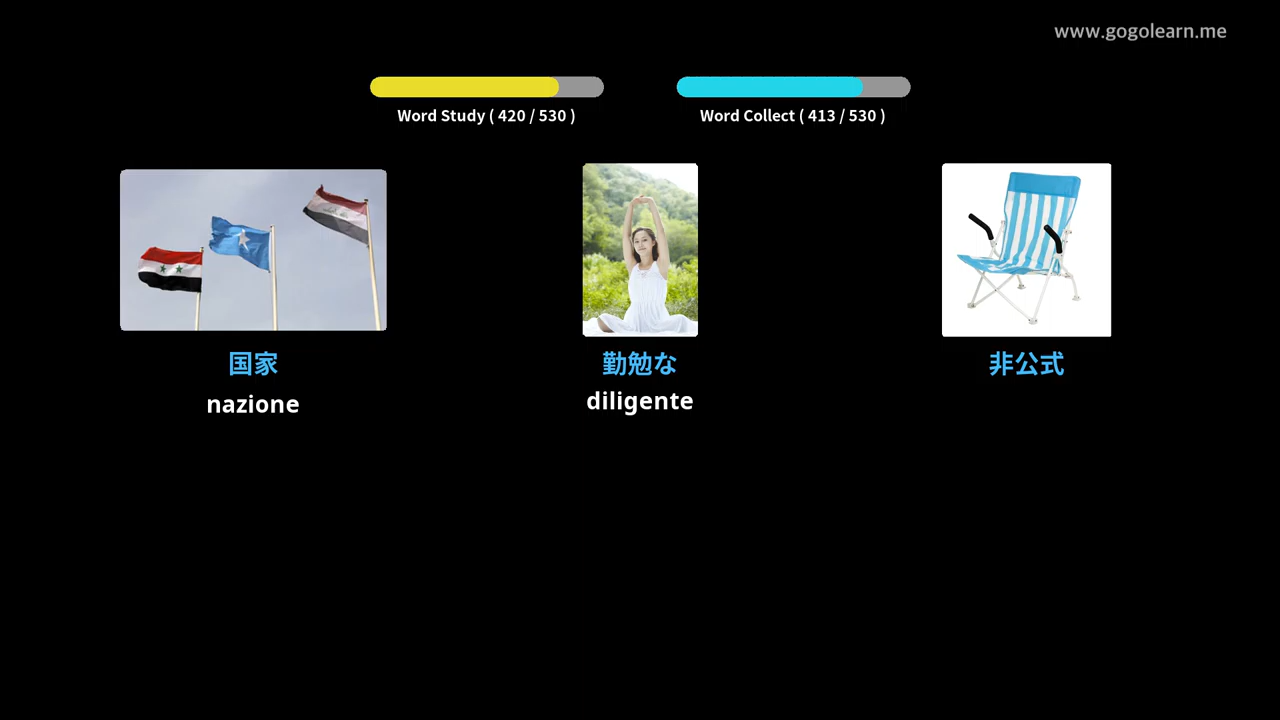 www.gogolearn.me
Word Study ( 420 / 530 )
Word Collect ( 413 / 530 )
国家
勤勉な
非公式
nazione
diligente